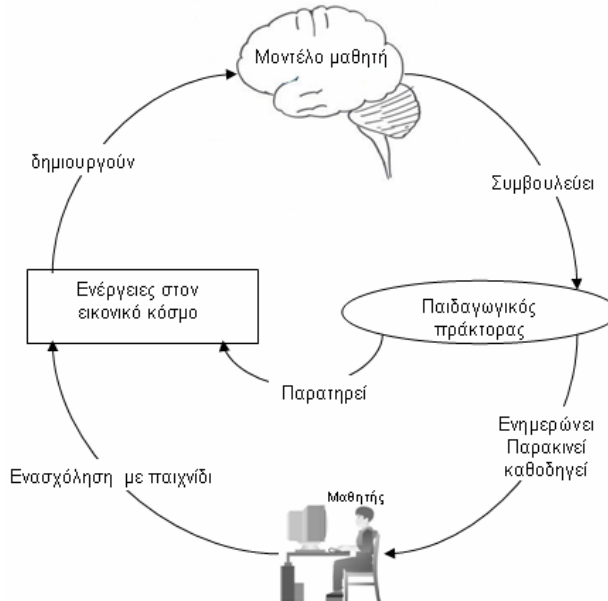 Μοντέλο μαθητή
δημιουργούν
Συμβουλεύει
Ενέργειες στον
εικονικό κόσμο
Παιδαγωγικός
πράκτορας
Παρατηρεί
Ενημερώνει
Παρακινεί
καθοδηγεί
Ενασχόληση με παιχνίδι
Μαθητής